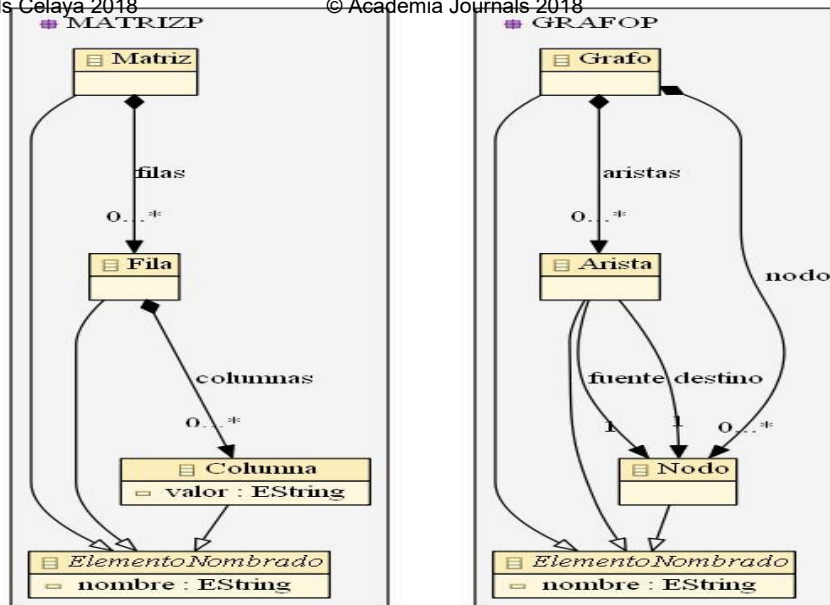 ls Celaya 2018
© Academia Journals 2018
MATRIZP
Matriz
filas
0...*
Fila
columnas
0...*
Columna
valor : EString
ElementoNombrado
nombre : EString
GRAFOP
Grafo
aristas
0...*
nodo
Arista
fuente
destino
1
1
0...*
Nodo
ElementoNombrado
nombre : EString